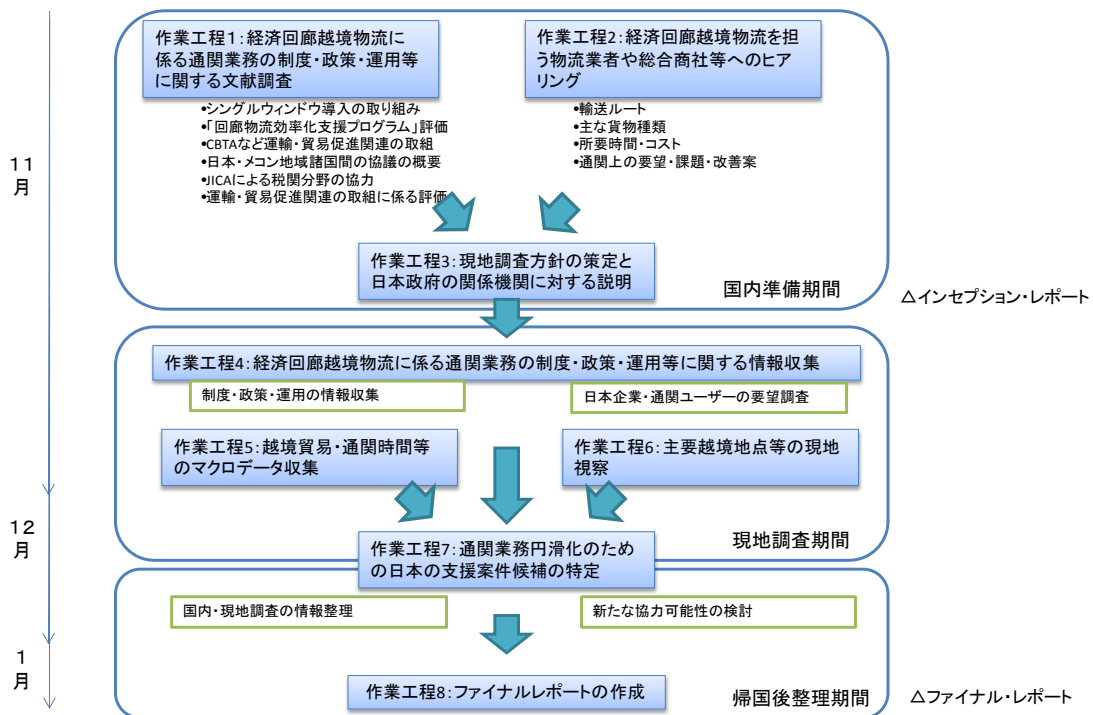 作業工程1:経済回廊越境物流に
係る通関業務の制度・政策・運用等
に関する文献調査
•シングルウィンドウ導入の取り組み
•「回廊物流効率化支援プログラム」評価
•CBTAなど運輸・貿易促進関連の取組
•日本・メコン地域諸国間の協議の概要
•JICAによる税関分野の協力
•運輸・貿易促進関連の取組に係る評価
作業工程2:経済回廊越境物流を担
う物流業者や総合商社等へのヒア
リング
•輸送ルート
•主な貨物種類
•所要時間・コスト
•通関上の要望・課題・改善案
11
月
作業工程3:現地調査方針の策定と
日本政府の関係機関に対する説明
国内準備期間
△インセプション・レポート
作業工程4:経済回廊越境物流に係る通関業務の制度・政策・運用等に関する情報収集
制度・政策・運用の情報収集
日本企業・通関ユーザーの要望調査
作業工程5:越境貿易・通関時間等
のマクロデータ収集
作業工程6:主要越境地点等の現地
視察
12
月
作業工程7:通関業務円滑化のため
の日本の支援案件候補の特定
現地調査期間
国内・現地調査の情報整理
新たな協力可能性の検討
1
月
作業工程8:ファイナルレポートの作成
帰国後整理期間
△ファイナル・レポート